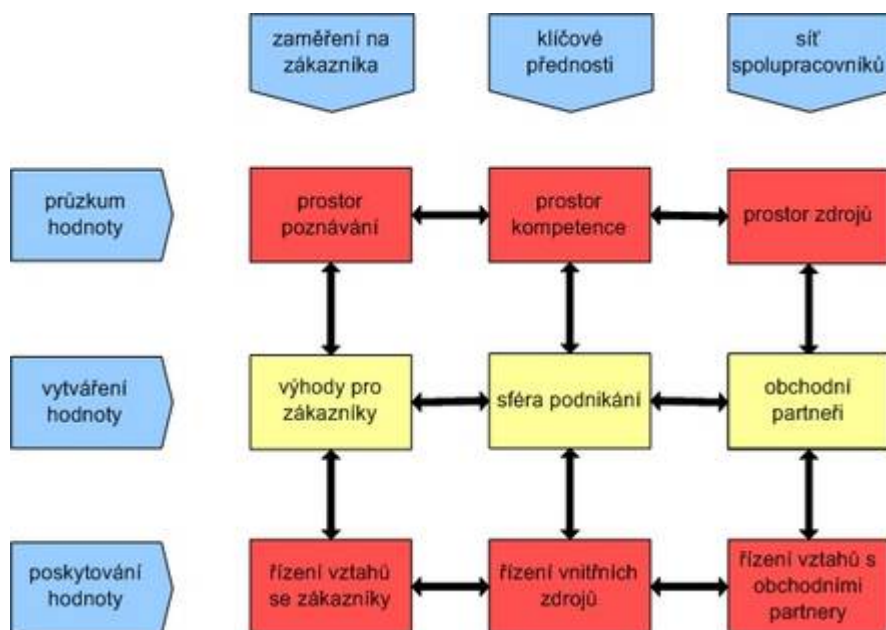 zaměření na
zákazníka
klíčové
přednosti
síť
spolupracovníků
průzkum
hodnoty
prostor
poznávání
prostor
kompetence
prostor zdrojů
vytváření
hodnoty
výhody pro
zákazníky
sféra podnikání
obchodní
partneři
poskytování
hodnoty
řízení vztahů
se zákazníky
řízení vnitřních
zdrojů
řízení vztahů s
obchodními
partnery